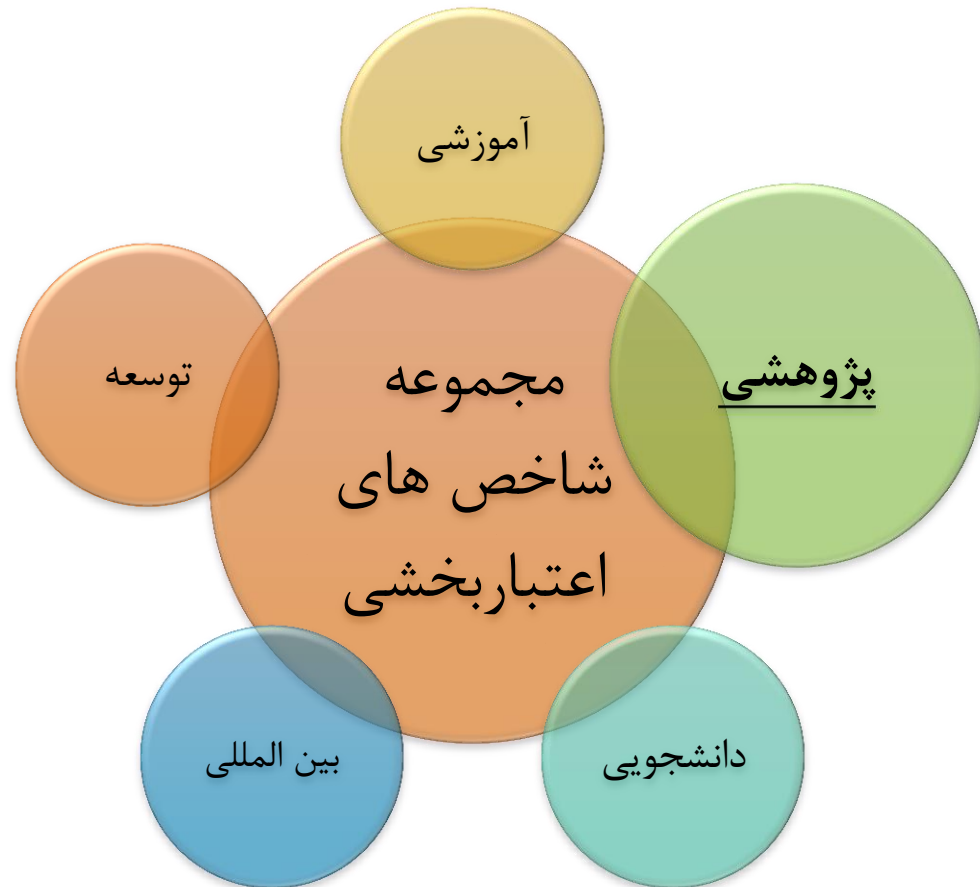 آموزشی
پژوهشی
توسعه
مجموعه
شاخص های
اعتباربخشی
دانشجویی
بین المللی